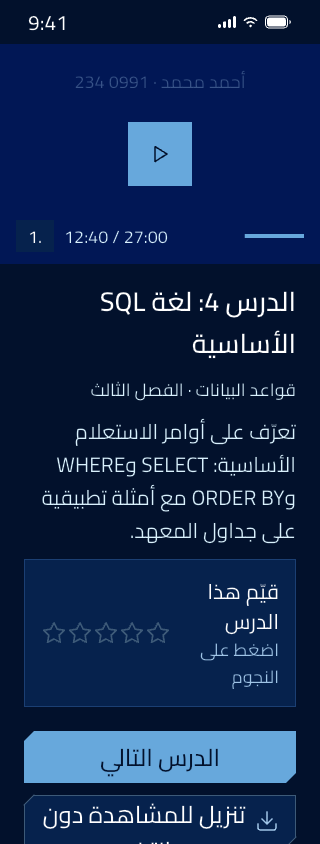 9:41
أحمد محمد · 0991 234
12:40 / 27:00
1.
الدرس 4: لغة SQL
الأساسية
قواعد البيانات · الفصل الثالث
تعرّف على أوامر الاستعلام
الأساسية: SELECT وWHERE
وORDER BY مع أمثلة تطبيقية
على جداول المعهد.
قيّم هذا
الدرس
اضغط على
النجوم
الدرس التالي
تنزيل للمشاهدة دون